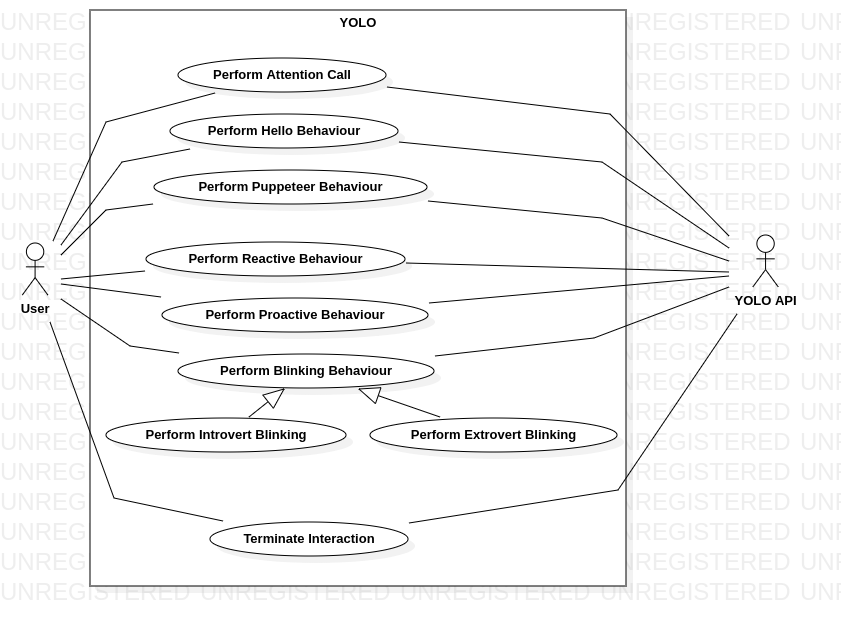 YOLO
Perform Attention Call
Perform Hello Behaviour
Perform Puppeteer Behaviour
Perform Reactive Behaviour
User
YOLO API
Perform Proactive Behaviour
Perform Blinking Behaviour
Perform Introvert Blinking
Perform Extrovert Blinking
Terminate Interaction
UNREGISTERED UNREGISTERED UNREGISTERED UNREGISTERED